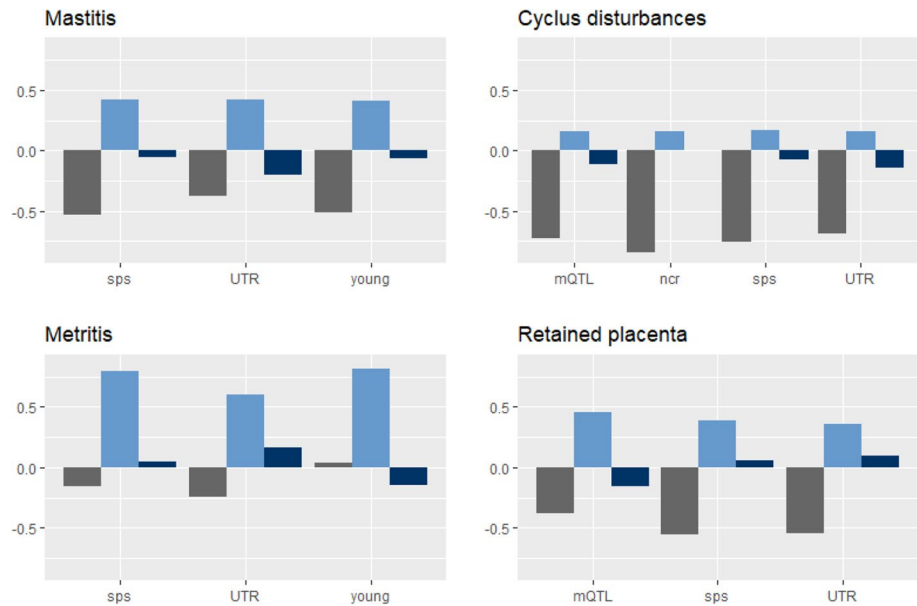 Mastitis
0.5
0.0
-0.5
sps UTR young
Cyclus disturbances
0.5
0.0
-0.5
mQTL ncr sps UTR
Metritis
0.5
0.0
-0.5
sps UTR young
Retained placenta
0.5
0.0
-0.5
mQTL sps UTR